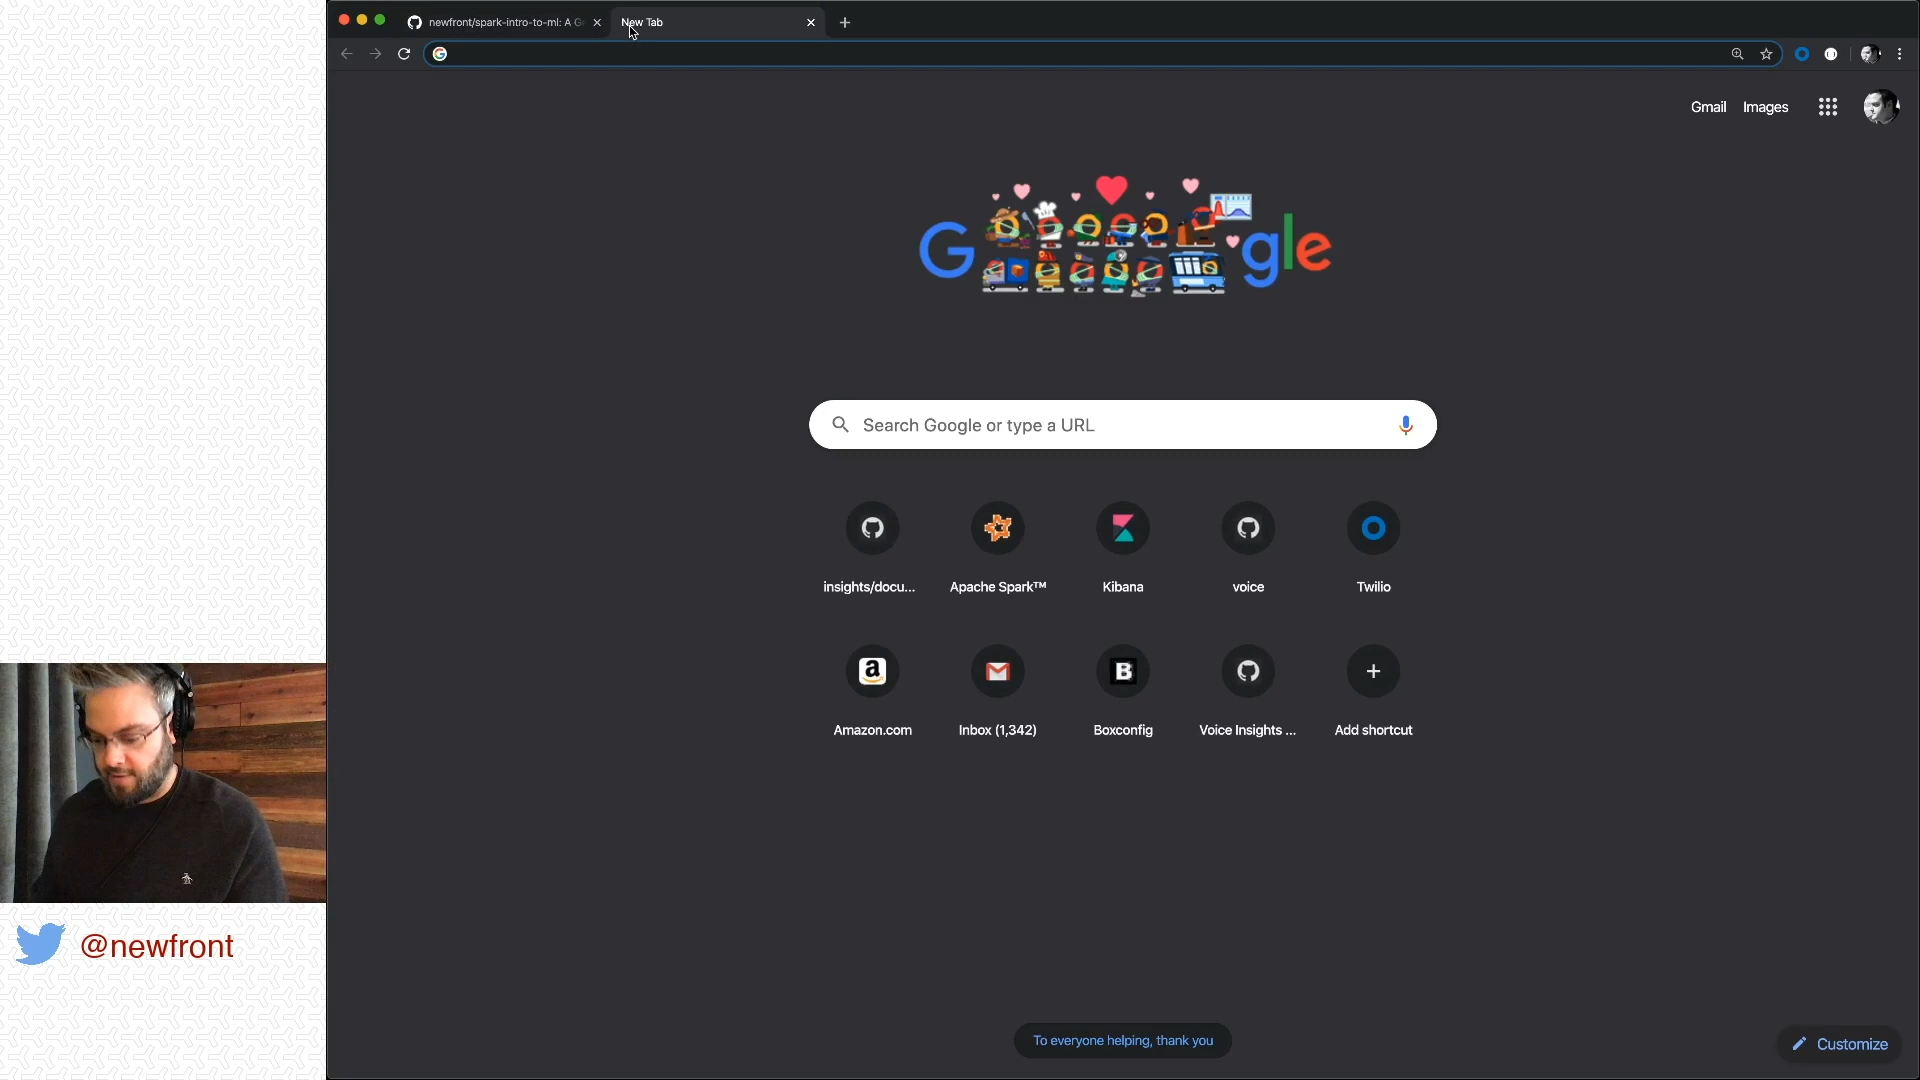 newfront/spark-intro-to-ml: A G
New Tab
Gmail
Images
Google
Search Google or type a URL
insights/docu...
Apache Spark™
Kibana
voice
Twilio
Amazon.com
Inbox (1,342)
Boxconfig
Voice Insights ...
Add shortcut
@newfront
To everyone helping, thank you
Customize